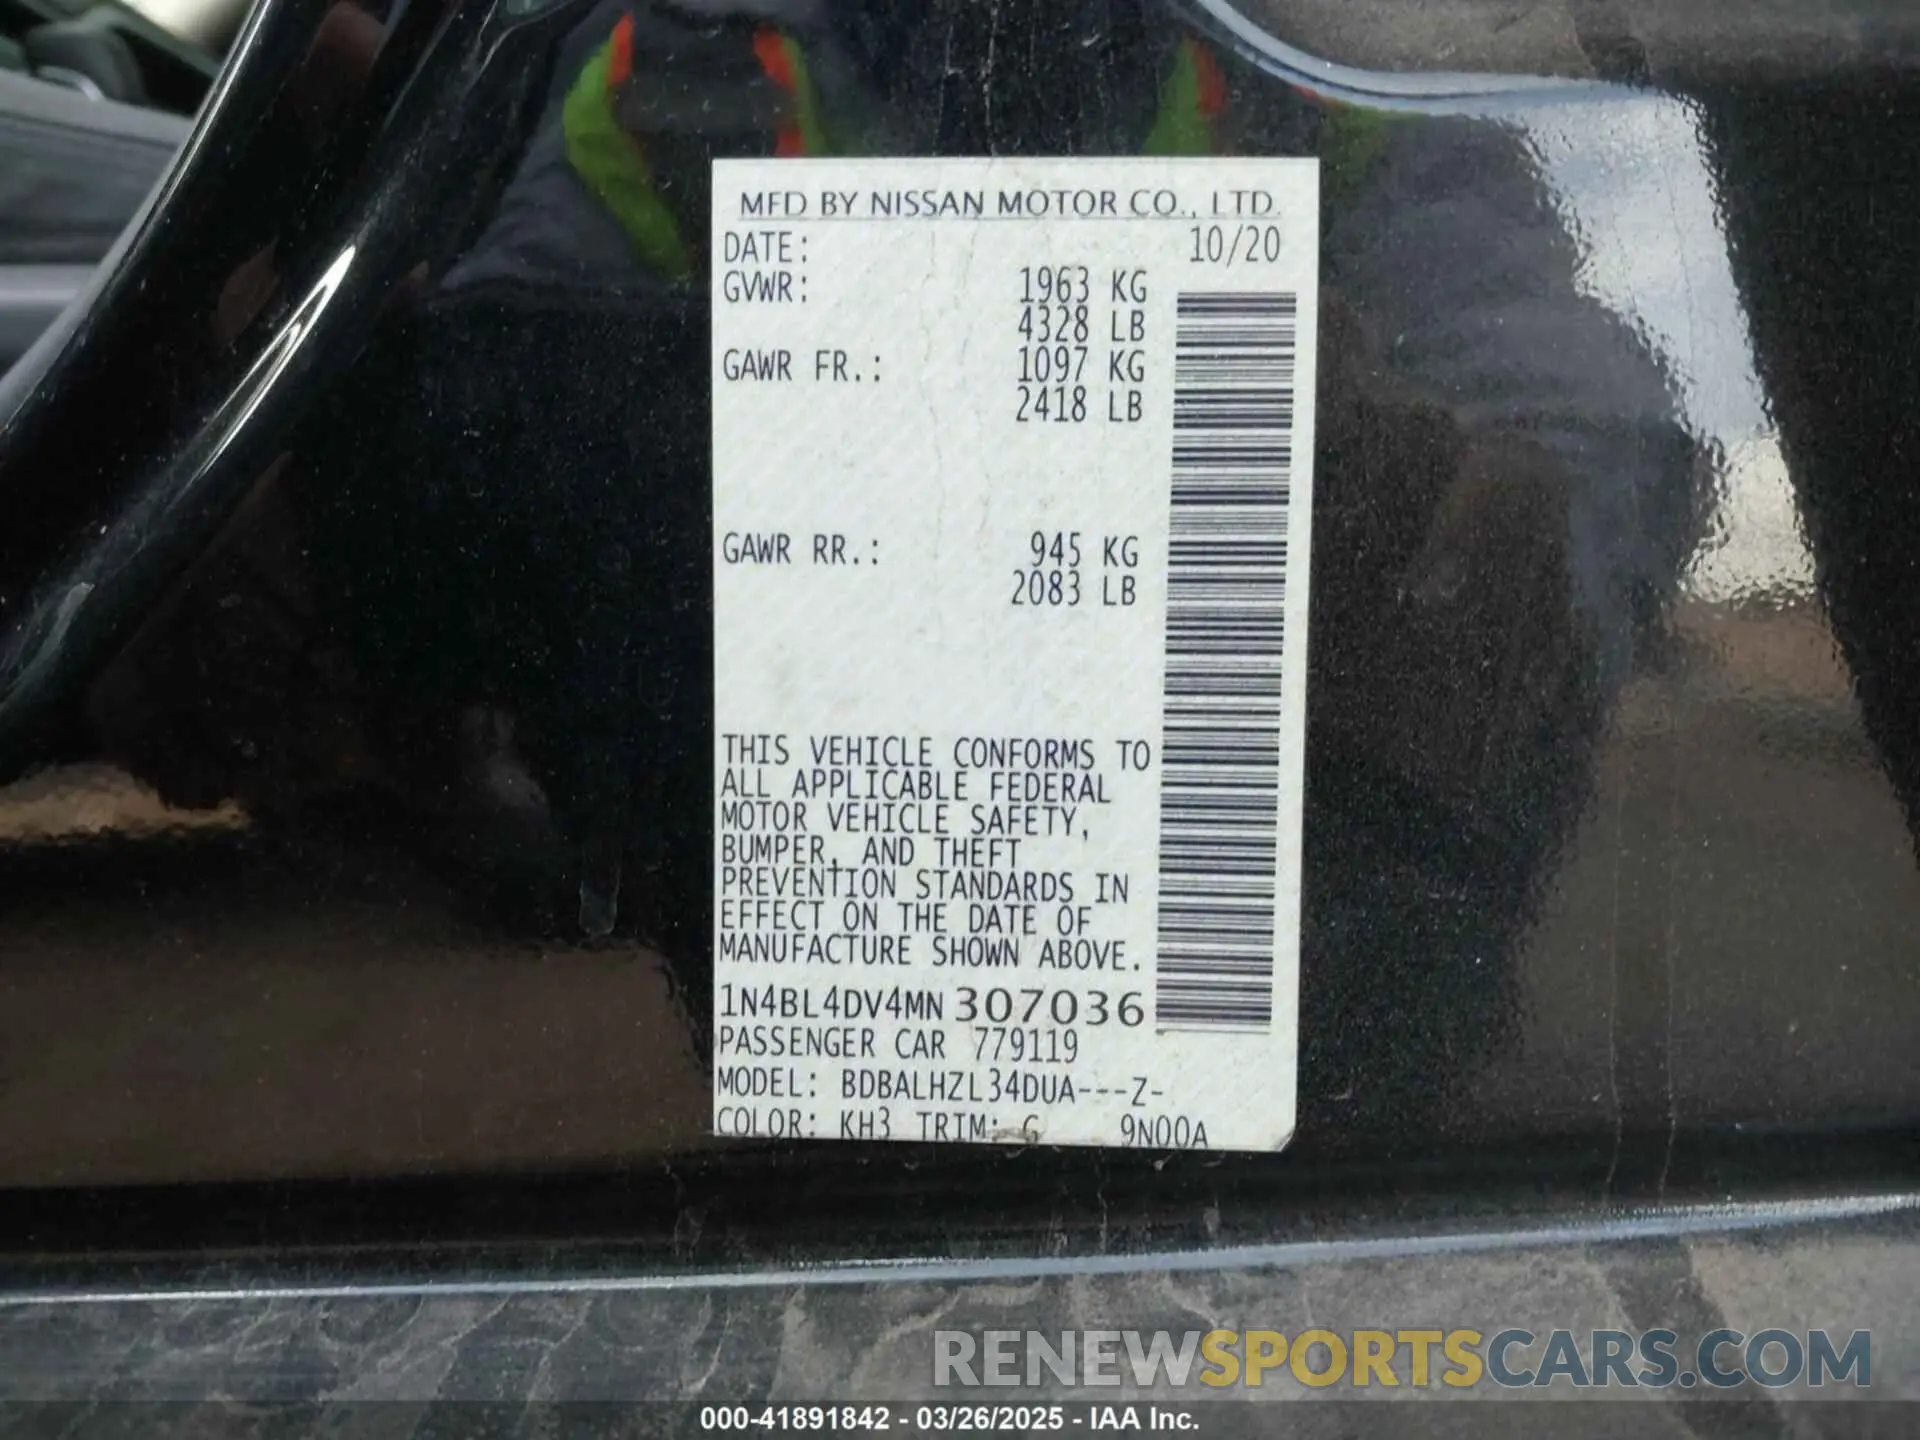 MFD BY NISSAN MOTOR CO., LTD.
DATE: 10/20
GVWR: 1963 KG
4328 LB
GAWR FR.: 1097 KG
2418 LB
GAWR RR.: 945 KG
2083 LB
THIS VEHICLE CONFORMS TO
ALL APPLICABLE FEDERAL
MOTOR VEHICLE SAFETY,
BUMPER, AND THEFT
PREVENTION STANDARDS IN
EFFECT ON THE DATE OF
MANUFACTURE SHOWN ABOVE.
1N4BL4DV4MN307036
PASSENGER CAR 779119
MODEL: BDBALHZL34DUA---Z-
COLOR: KH3 TRIM: G 9N00A
RENEWSPORTSCARS.COM
000-41891842 - 03/26/2025 - IAA Inc.